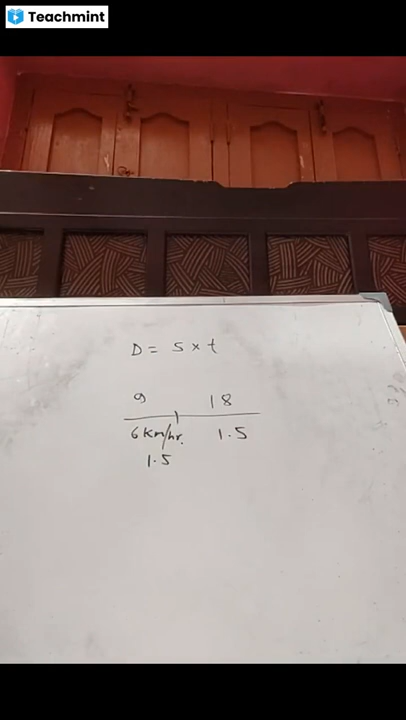 Teachmint
D = s × t
9 18
6 km/hr. 1.5
1.5